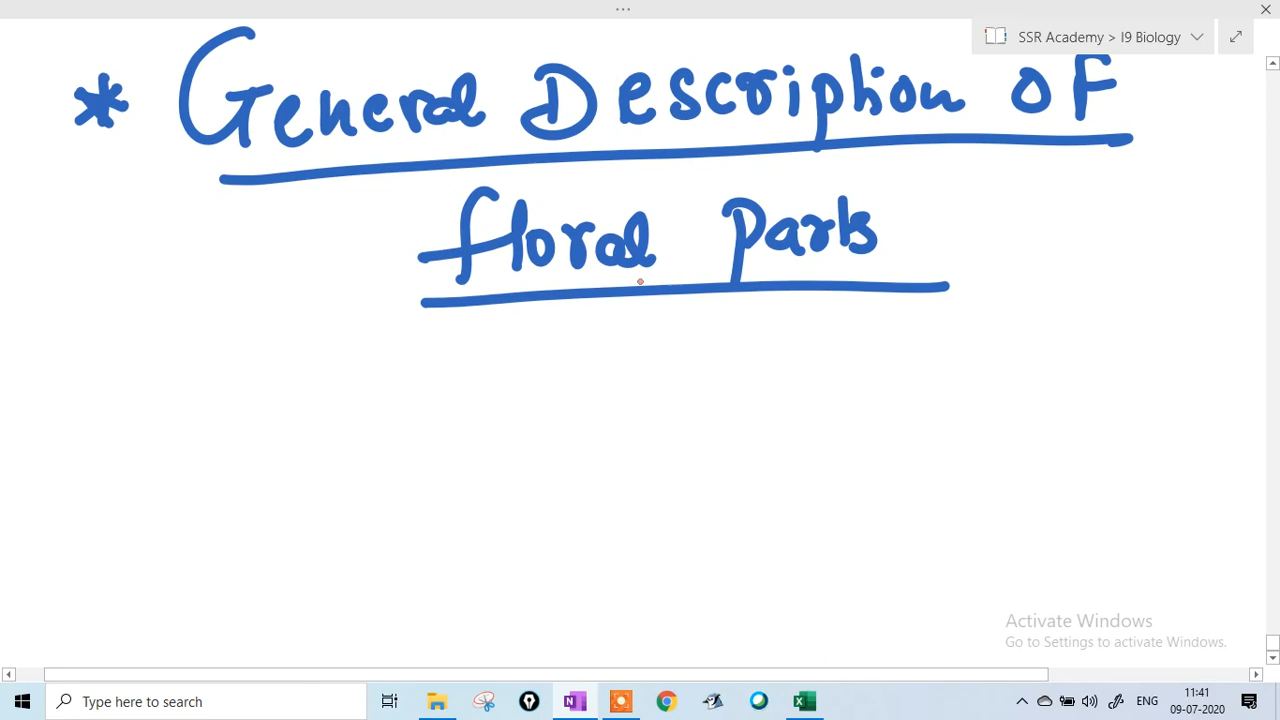 SSR Academy > I9 Biology
* General Description of
floral Parts
Activate Windows
Go to Settings to activate Windows.
Type here to search
ENG
11:41
09-07-2020